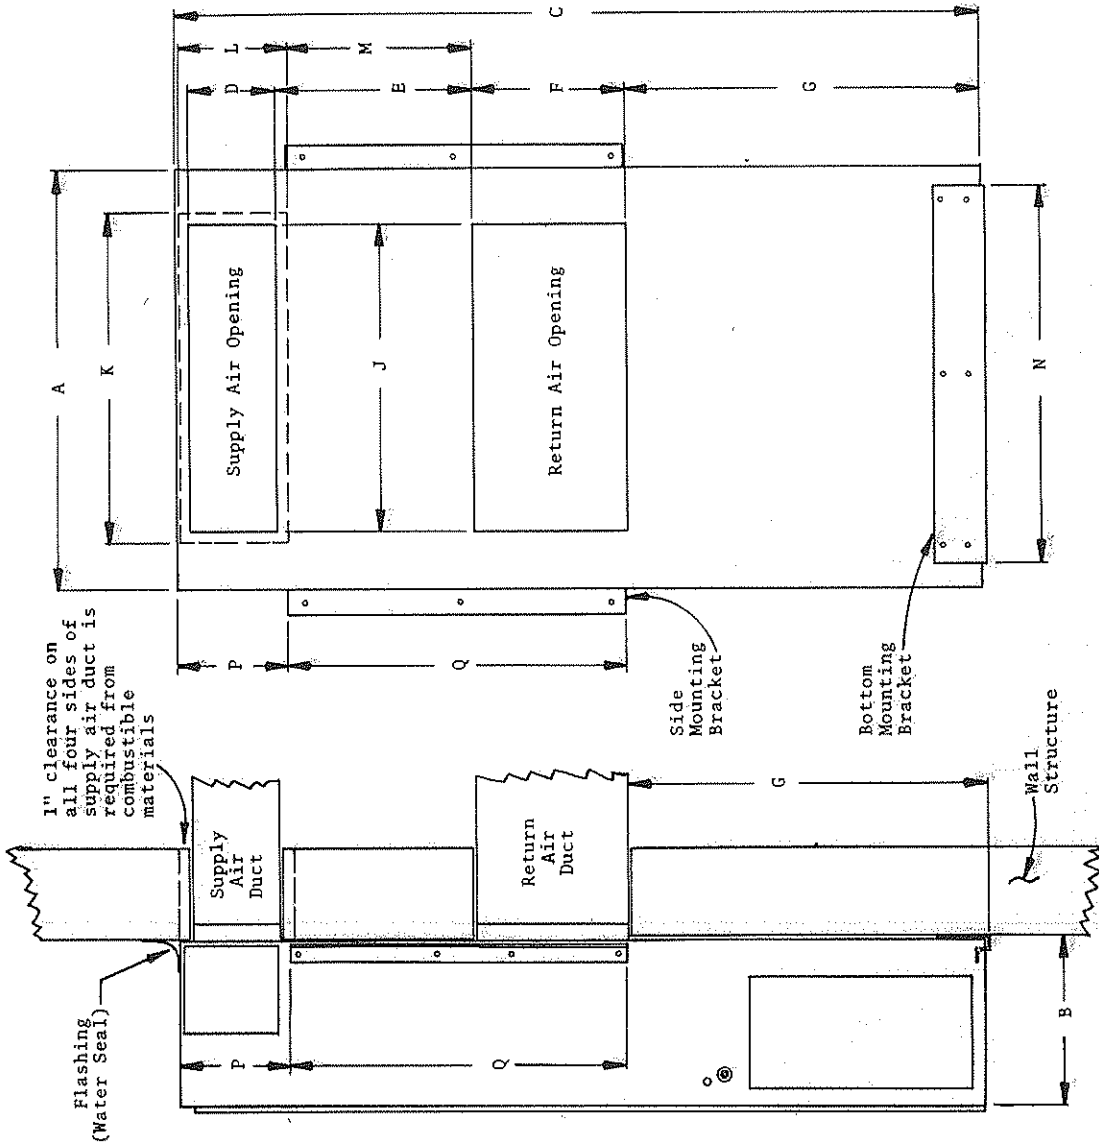 1" clearance on
all four sides of
supply air duct is
required from
combustible
materials
Flashing
(Water Seal)
Supply
Air
Duct
Return
Air
Duct
P
Q
G
B
Wall
Structure
A
K
Supply Air Opening
J
Return Air Opening
L
D
M
E
F
C
G
P
Q
Side
Mounting
Bracket
Bottom
Mounting
Bracket
N